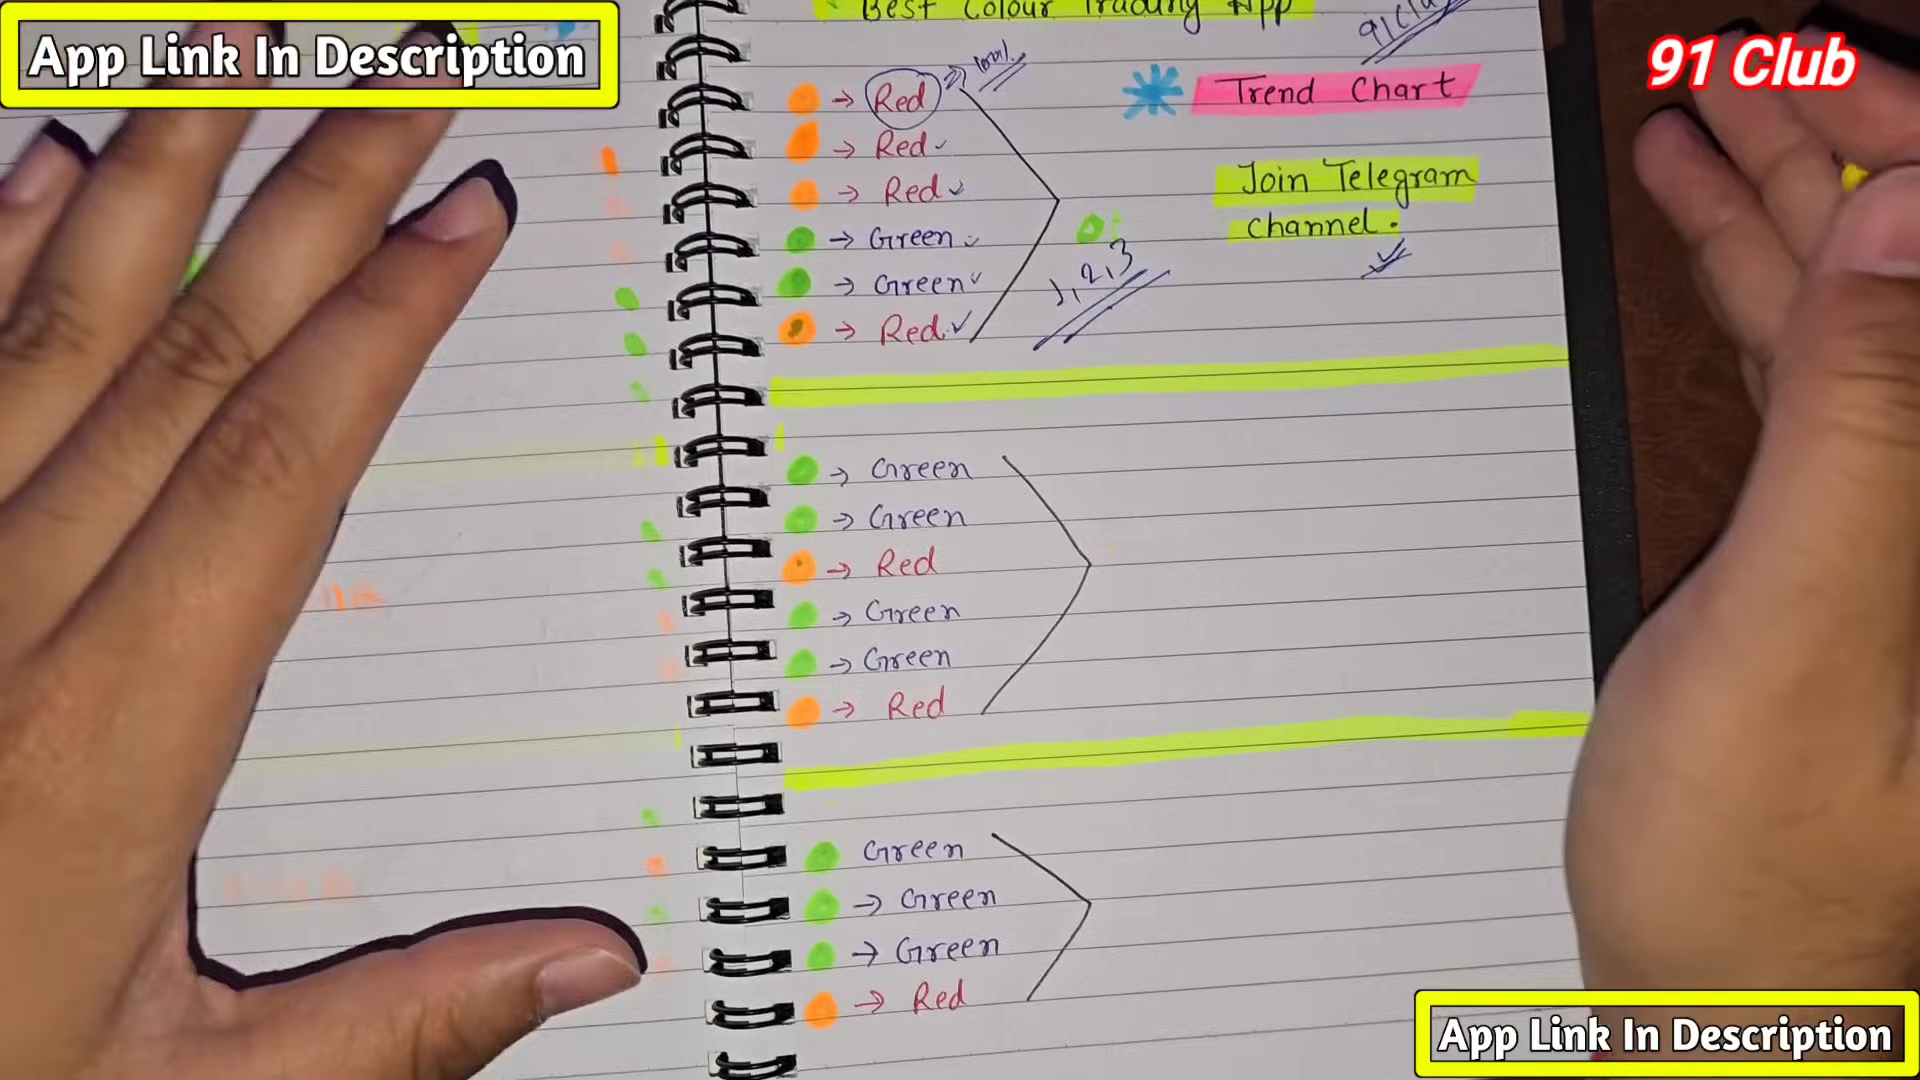 Best Colour Trading App
App Link In Description
91 Club
91 Club
→ Red
→ Red
→ Red
→ Green
→ Green
→ Red
1,2,3
Trend Chart
Join Telegram
Channel.
→ Green
→ Green
→ Red
→ Green
→ Green
→ Red
Green
→ Green
→ Green
→ Red
App Link In Description